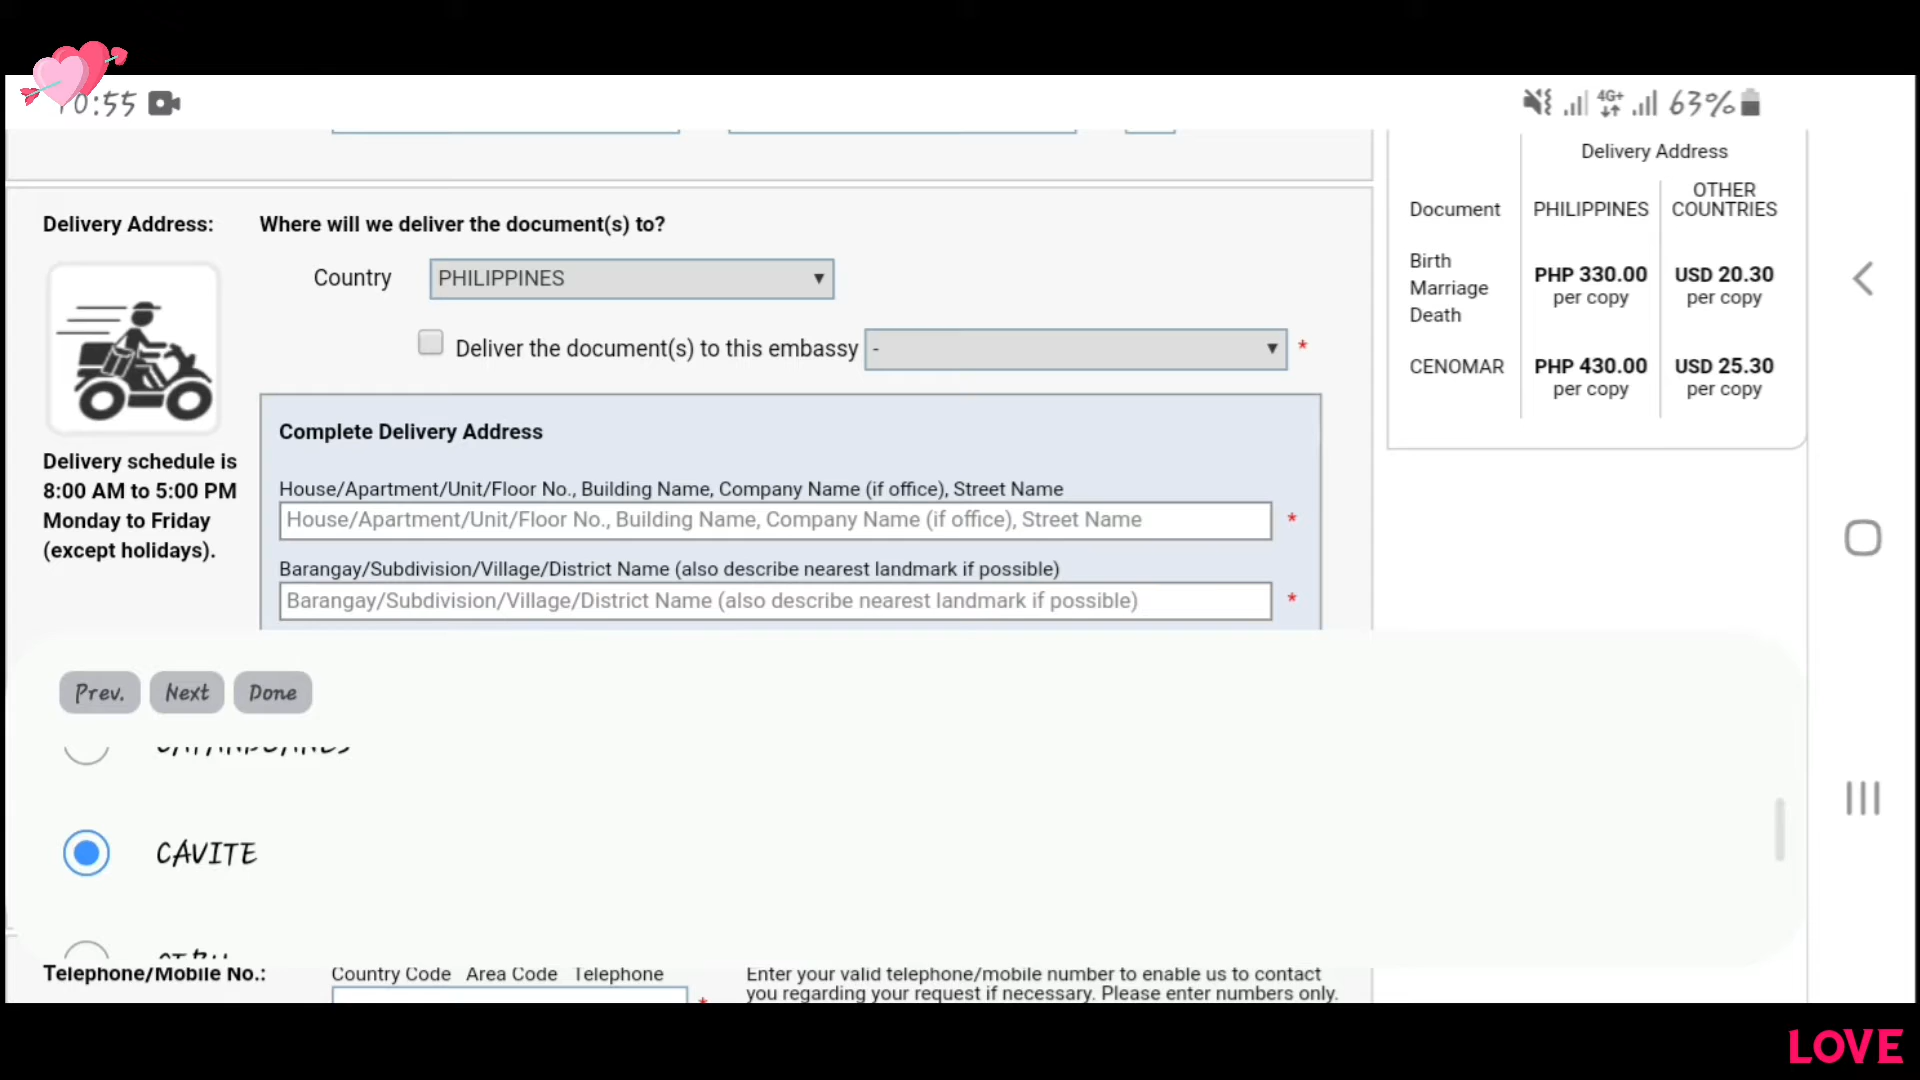 10:55
4G+
63%
Delivery Address
Document
PHILIPPINES
OTHER
COUNTRIES
Delivery Address:
Where will we deliver the document(s) to?
Country
PHILIPPINES
Birth
Marriage
Death
PHP 330.00
per copy
USD 20.30
per copy
Deliver the document(s) to this embassy
-
*
CENOMAR
PHP 430.00
per copy
USD 25.30
per copy
Complete Delivery Address
Delivery schedule is
8:00 AM to 5:00 PM
Monday to Friday
(except holidays).
House/Apartment/Unit/Floor No., Building Name, Company Name (if office), Street Name
House/Apartment/Unit/Floor No., Building Name, Company Name (if office), Street Name
*
Barangay/Subdivision/Village/District Name (also describe nearest landmark if possible)
Barangay/Subdivision/Village/District Name (also describe nearest landmark if possible)
*
Prev.
Next
Done
CATANDUANES
CAVITE
Telephone/Mobile No.:
Country Code Area Code Telephone
*
Enter your valid telephone/mobile number to enable us to contact
you regarding your request if necessary. Please enter numbers only.
LOVE